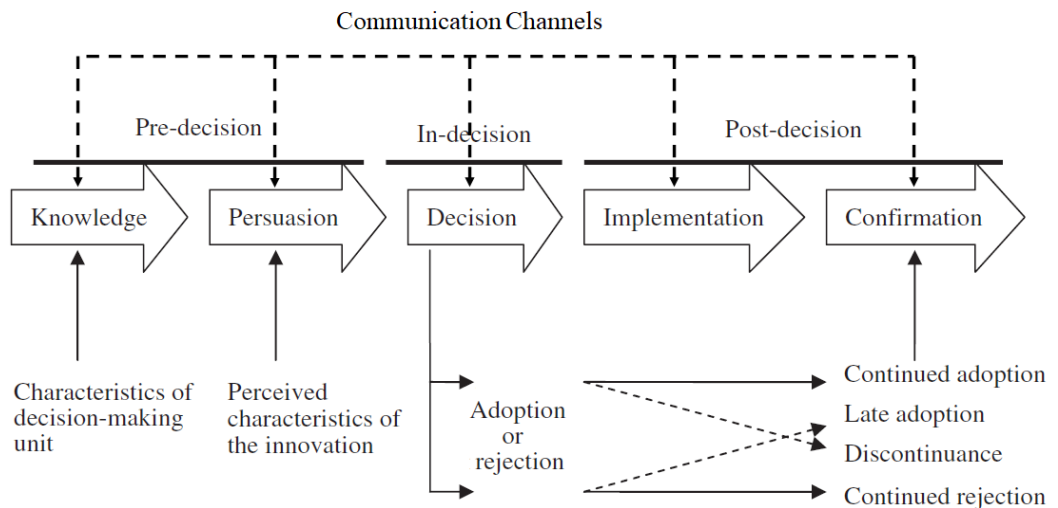 Communication Channels
Pre-decision
In-decision
Post-decision
Knowledge
Persuasion
Decision
Implementation
Confirmation
Characteristics of
decision-making
unit
Perceived
characteristics of
the innovation
Adoption
or
rejection
Continued adoption
Late adoption
Discontinuance
Continued rejection